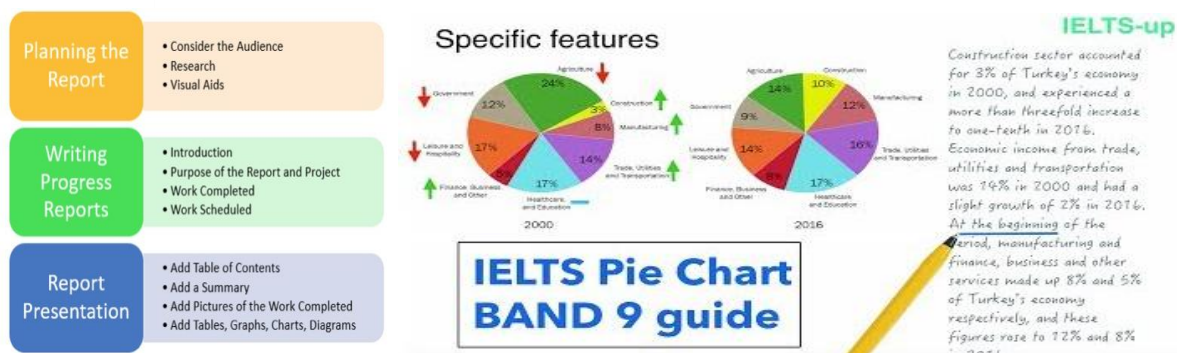 Planning the
Report
• Consider the Audience
• Research
• Visual Aids
Writing
Progress
Reports
• Introduction
• Purpose of the Report and Project
• Work Completed
• Work Scheduled
Report
Presentation
• Add Table of Contents
• Add a Summary
• Add Pictures of the Work Completed
• Add Tables, Graphs, Charts, Diagrams
Specific features
Agriculture
24%
Construction
3%
Manufacturing
8%
Trade, Utilities
and Transportation
14%
Healthcare
and Education
17%
Finance, Business
and Other
5%
Leisure and
Hospitality
17%
Government
12%
2000
Agriculture
14%
Construction
10%
Manufacturing
12%
Trade, Utilities
and Transportation
16%
Healthcare
and Education
17%
Finance, Business
and Other
8%
Leisure and
Hospitality
14%
Government
9%
2016
IELTS Pie Chart
BAND 9 guide
IELTS-up
Construction sector accounted
for 3% of Turkey's economy
in 2000, and experienced a
more than threefold increase
to one-tenth in 2016.
Economic income from trade,
utilities and transportation
was 14% in 2000 and had a
slight growth of 2% in 2016.
At the beginning of the
period, manufacturing and
finance, business and other
services made up 8% and 5%
of Turkey's economy
respectively, and these
figures rose to 12% and 8%